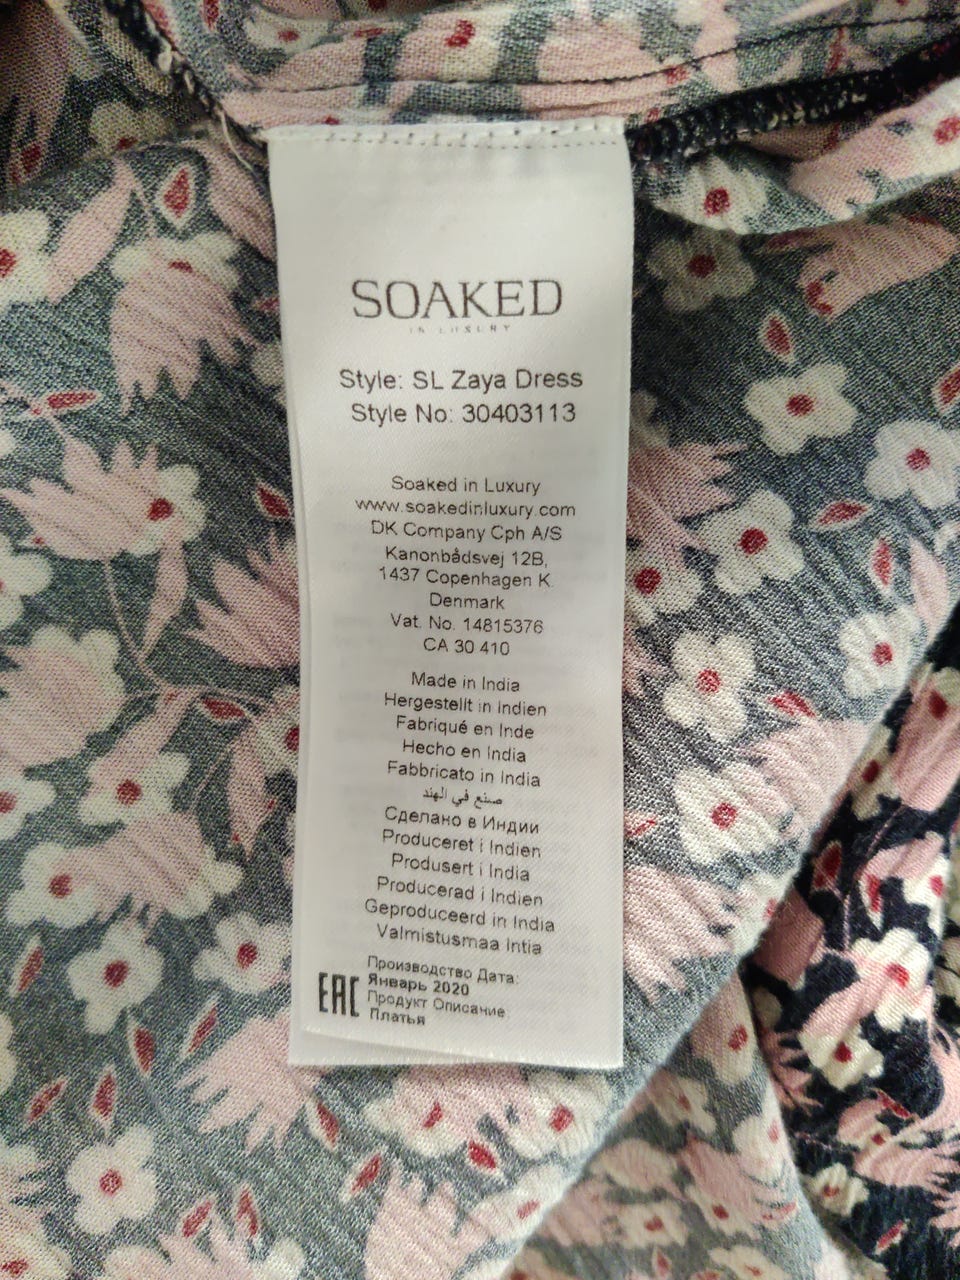 SOAKED
IN LUXURY
Style: SL Zaya Dress
Style No: 30403113
Soaked in Luxury
www.soakedinluxury.com
DK Company Cph A/S
Kanonbådsvej 12B,
1437 Copenhagen K
Denmark
Vat. No. 14815376
CA 30 410
Made in India
Hergestellt in Indien
Fabriqué en Inde
Hecho en India
Fabbricato in India
صنع في الهند
Сделано в Индии
Produceret i Indien
Produsert i India
Producerad i Indien
Geproduceerd in India
Valmistusmaa Intia
EAC
Производство Дата:
Январь 2020
Продукт Описание
Платья